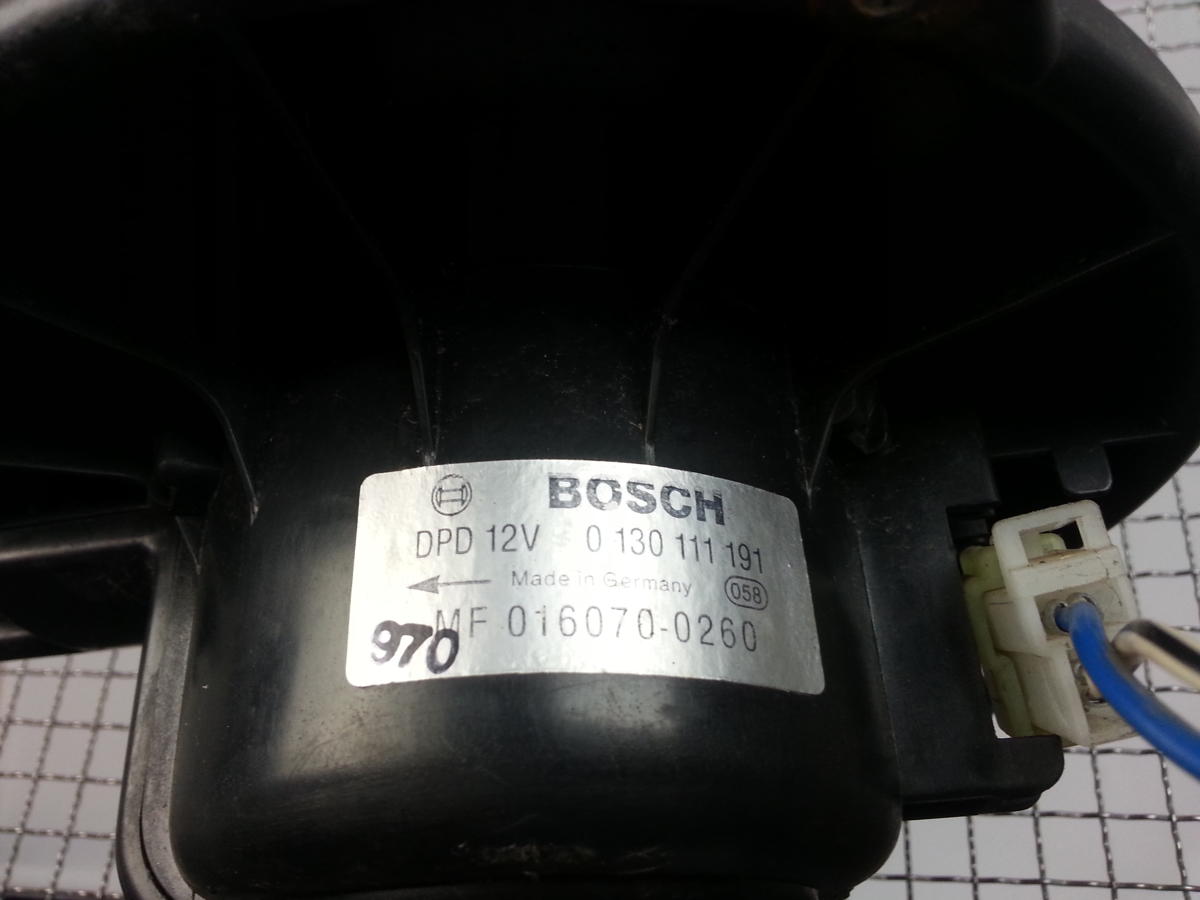 BOSCH
DPD 12V 0 130 111 191
Made in Germany 058
MF 016070-0260
970